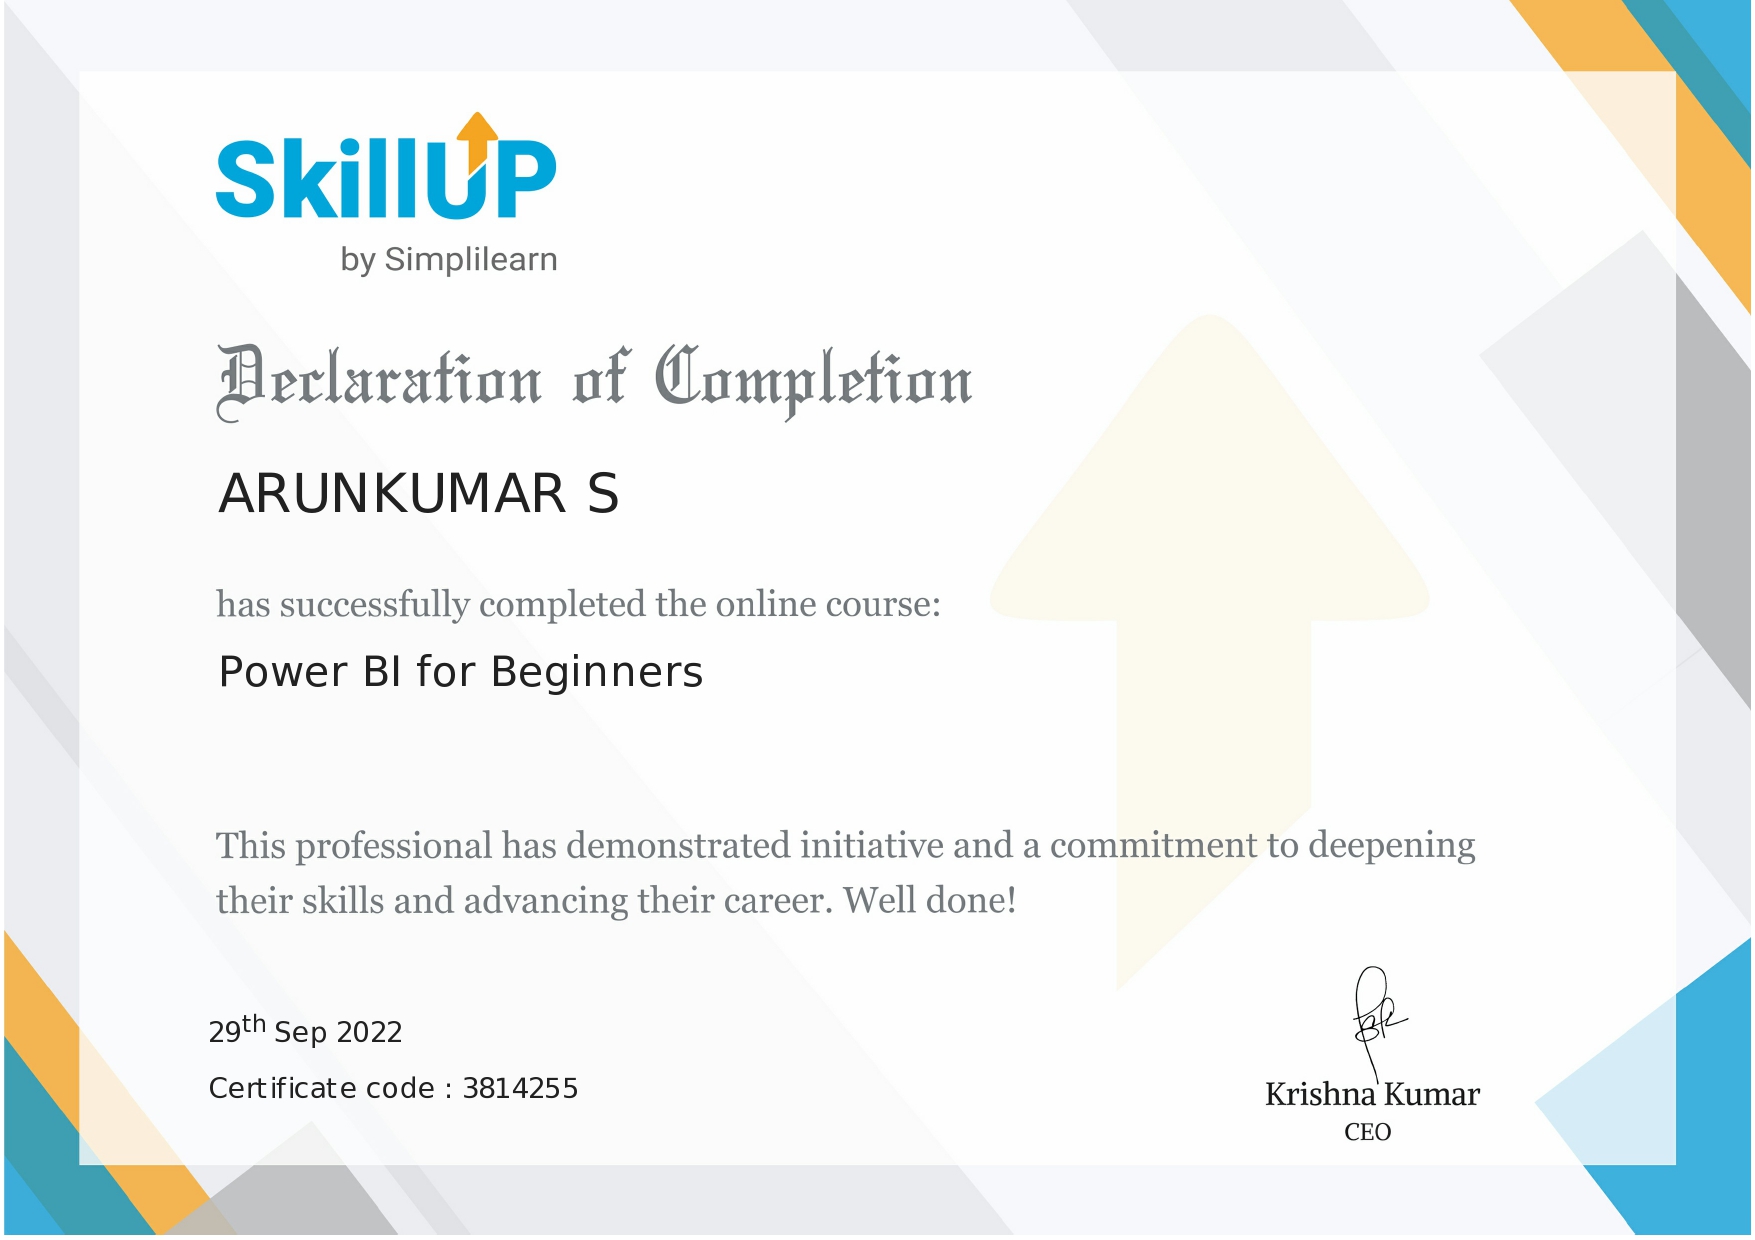 SkillUP
by Simplilearn
Declaration of Completion
ARUNKUMAR S
has successfully completed the online course:
Power BI for Beginners
This professional has demonstrated initiative and a commitment to deepening
their skills and advancing their career. Well done!
29th Sep 2022
Certificate code : 3814255
Krishna Kumar
CEO